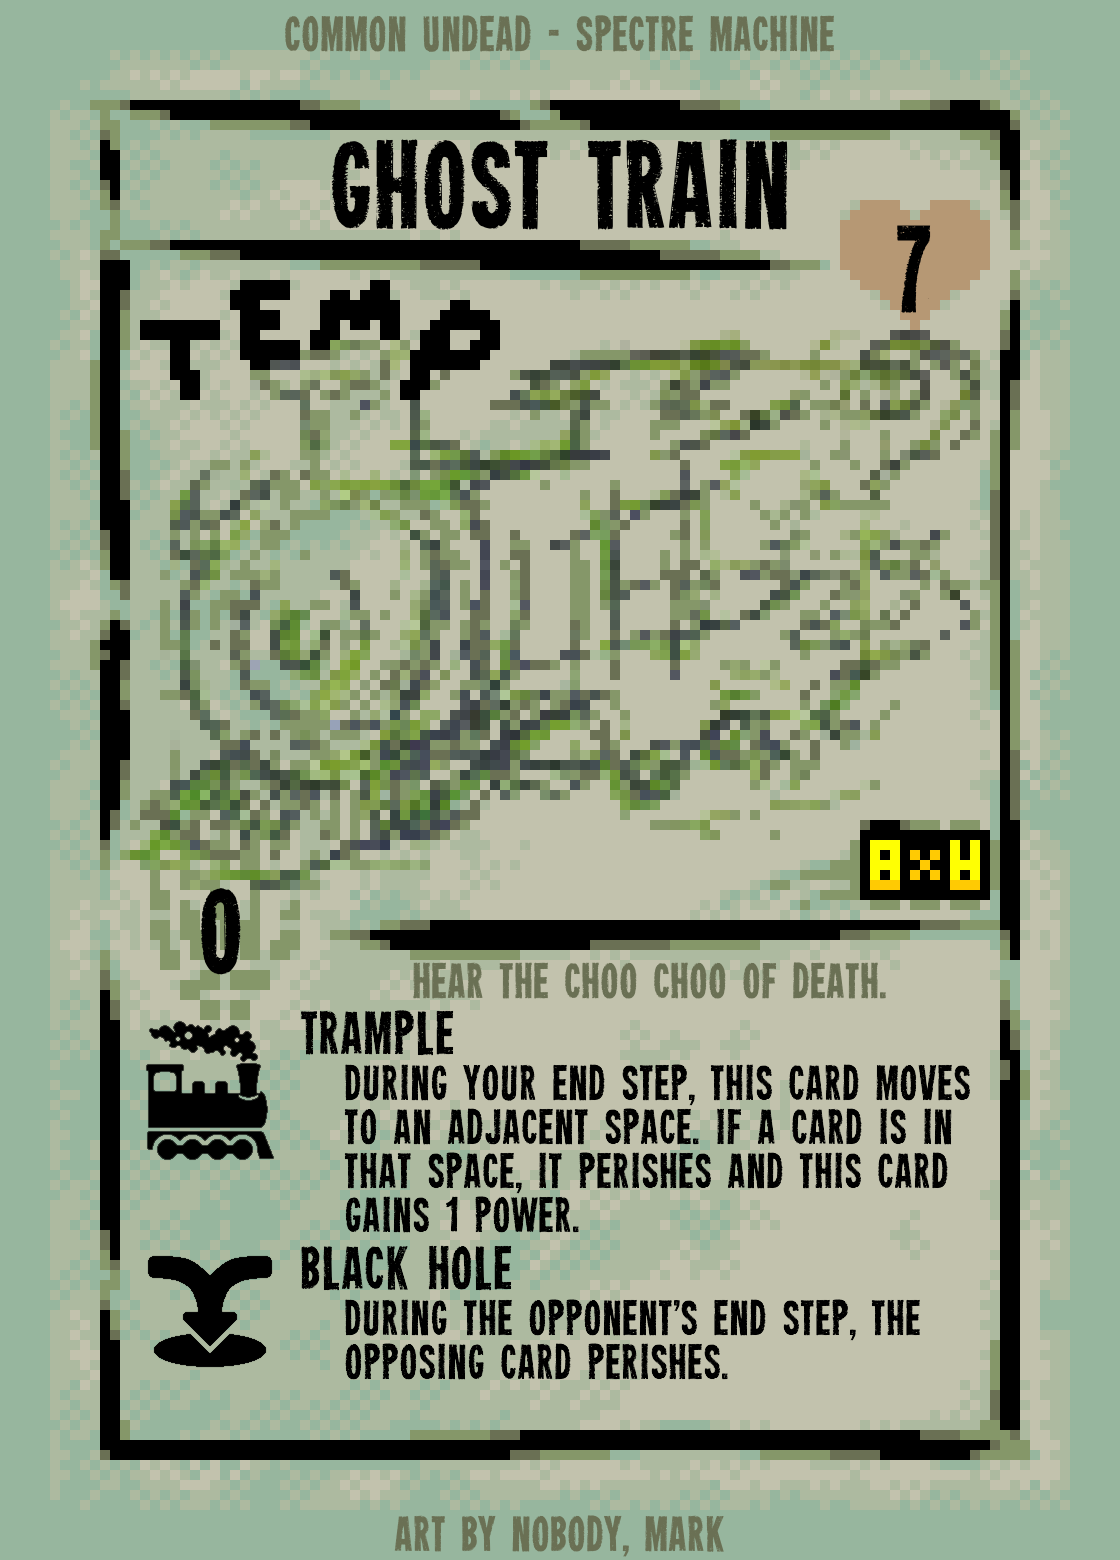 COMMON UNDEAD - SPECTRE MACHINE
GHOST TRAIN
7
TEMP
0
HEAR THE CHOO CHOO OF DEATH.
TRAMPLE
DURING YOUR END STEP, THIS CARD MOVES
TO AN ADJACENT SPACE. IF A CARD IS IN
THAT SPACE, IT PERISHES AND THIS CARD
GAINS 1 POWER.
BLACK HOLE
DURING THE OPPONENT'S END STEP, THE
OPPOSING CARD PERISHES.
ART BY NOBODY, MARK